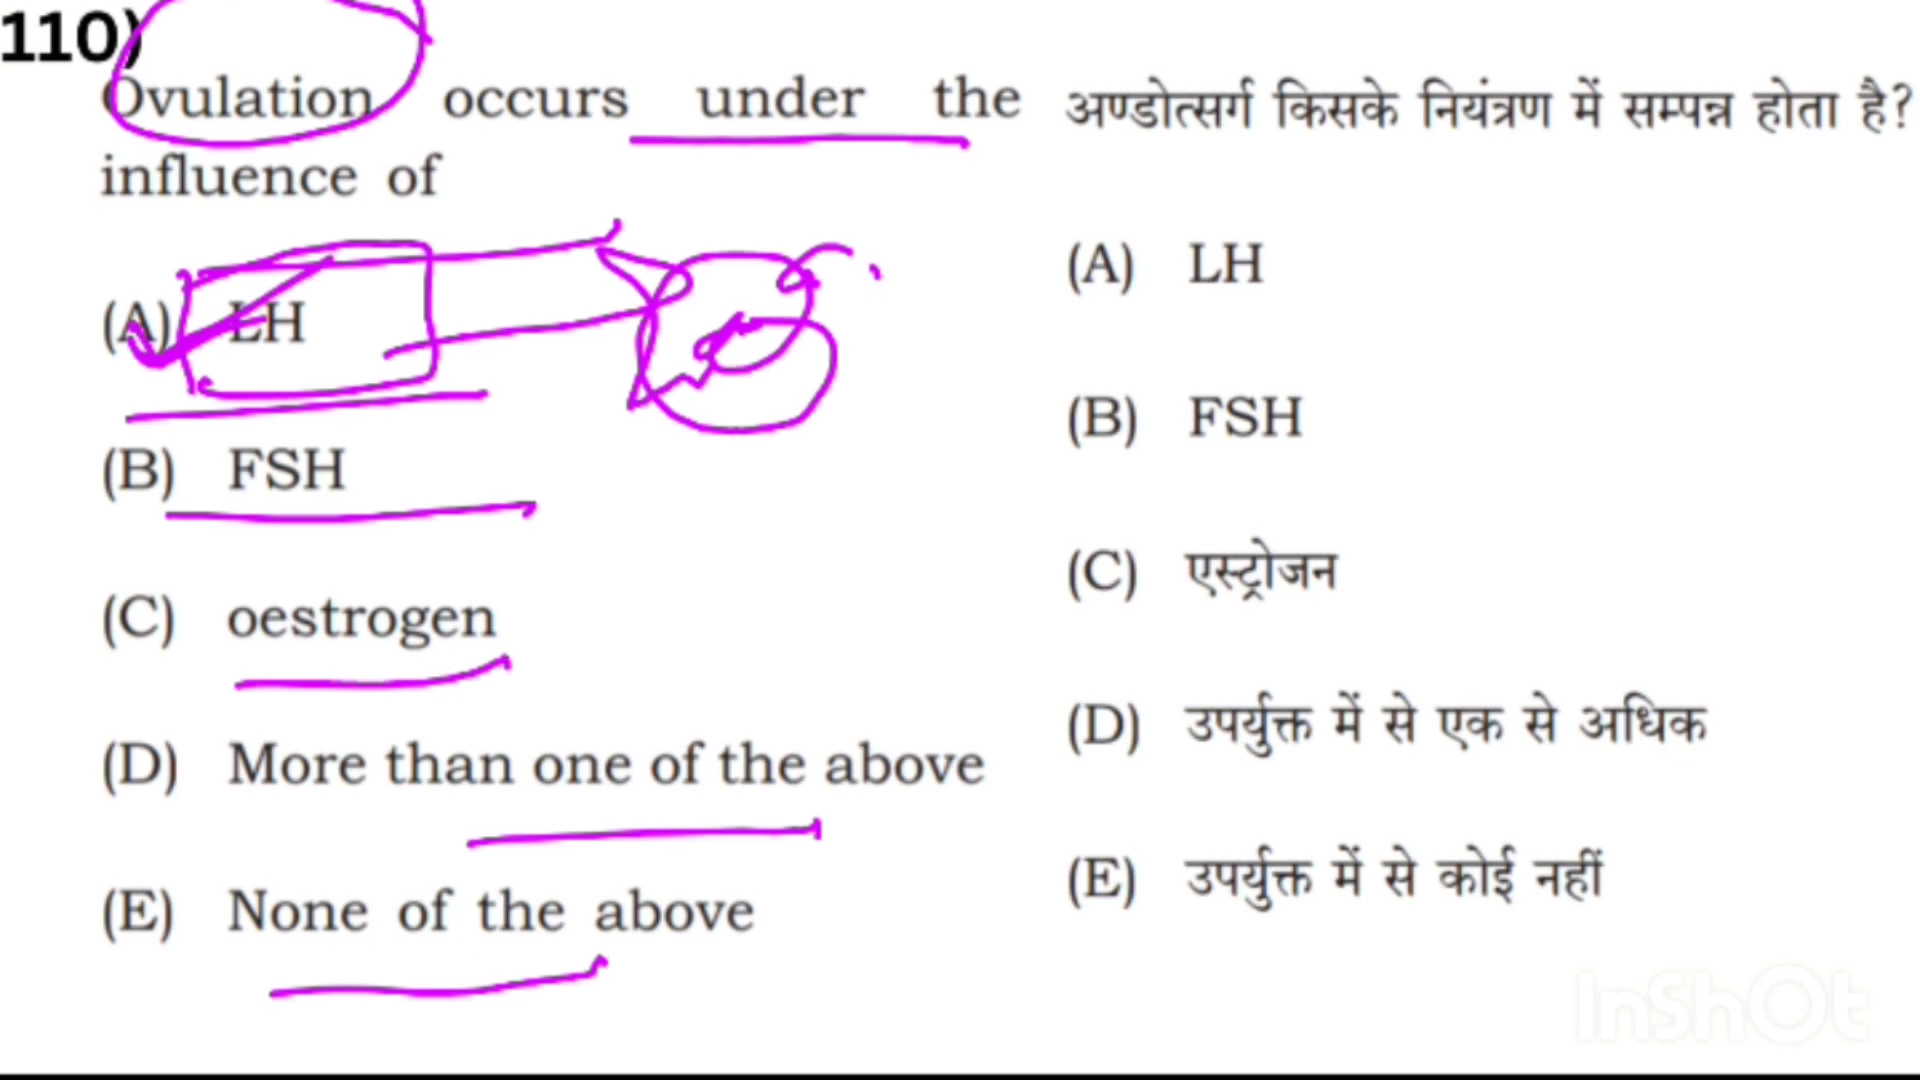 110)
Ovulation occurs under the
influence of
(A) LH
(B) FSH
(C) oestrogen
(D) More than one of the above
(E) None of the above
अण्डोत्सर्ग किसके नियंत्रण में सम्पन्न होता है?
(A) LH
(B) FSH
(C) एस्ट्रोजन
(D) उपर्युक्त में से एक से अधिक
(E) उपर्युक्त में से कोई नहीं
InShOt